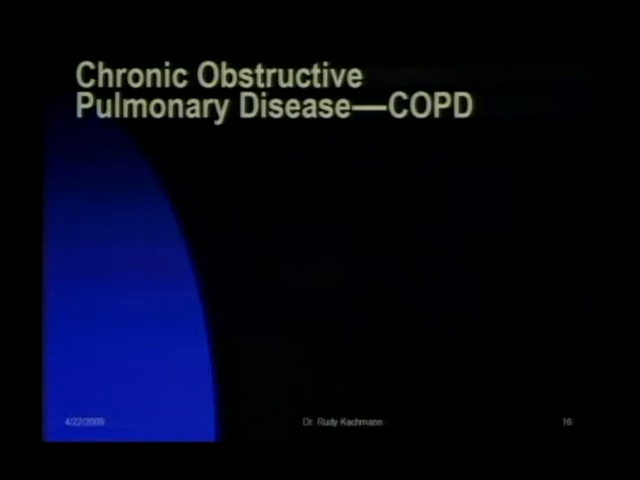 Chronic Obstructive
Pulmonary Disease—COPD
4/22/2009 Dr. Rudy Kachmann 16